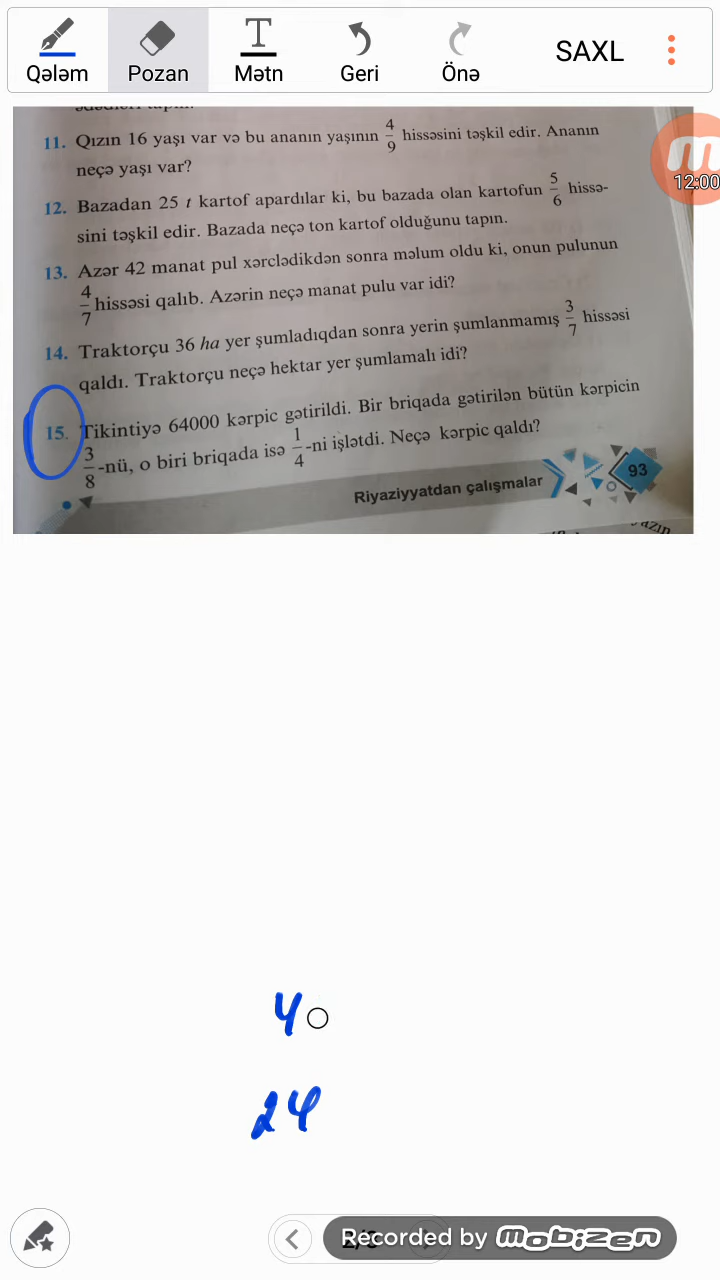 Qələm Pozan Mətn Geri Önə SAXL
11. Qızın 16 yaşı var və bu ananın yaşının 4/9 hissəsini təşkil edir. Ananın
neçə yaşı var?
12. Bazadan 25 t kartof apardılar ki, bu bazada olan kartofun 5/6 hissə-
sini təşkil edir. Bazada neçə ton kartof olduğunu tapın.
13. Azər 42 manat pul xərclədikdən sonra məlum oldu ki, onun pulunun
4/7 hissəsi qalıb. Azərin neçə manat pulu var idi?
14. Traktorçu 36 ha yer şumladıqdan sonra yerin şumlanmamış 3/7 hissəsi
qaldı. Traktorçu neçə hektar yer şumlamalı idi?
15. Tikintiyə 64000 kərpic gətirildi. Bir briqada gətirilən bütün kərpicin
3/8-nü, o biri briqada isə 1/4-ni işlətdi. Neçə kərpic qaldı?
Riyaziyyatdan çalışmalar 93
12:00
4
24
Recorded by mobizen